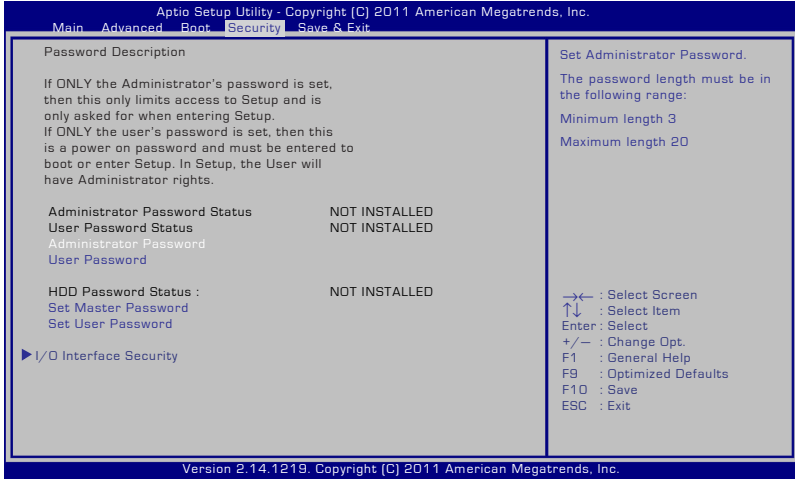 Aptio Setup Utility - Copyright (C) 2011 American Megatrends, Inc.
Main Advanced Boot Security Save & Exit
Password Description
If ONLY the Administrator's password is set,
then this only limits access to Setup and is
only asked for when entering Setup.
If ONLY the user's password is set, then this
is a power on password and must be entered to
boot or enter Setup. In Setup, the User will
have Administrator rights.
Administrator Password Status NOT INSTALLED
User Password Status NOT INSTALLED
Administrator Password
User Password
HDD Password Status : NOT INSTALLED
Set Master Password
Set User Password
▶ I/O Interface Security
Set Administrator Password.
The password length must be in
the following range:
Minimum length 3
Maximum length 20
→← : Select Screen
↑↓ : Select Item
Enter : Select
+/— : Change Opt.
F1 : General Help
F9 : Optimized Defaults
F10 : Save
ESC : Exit
Version 2.14.1219. Copyright (C) 2011 American Megatrends, Inc.